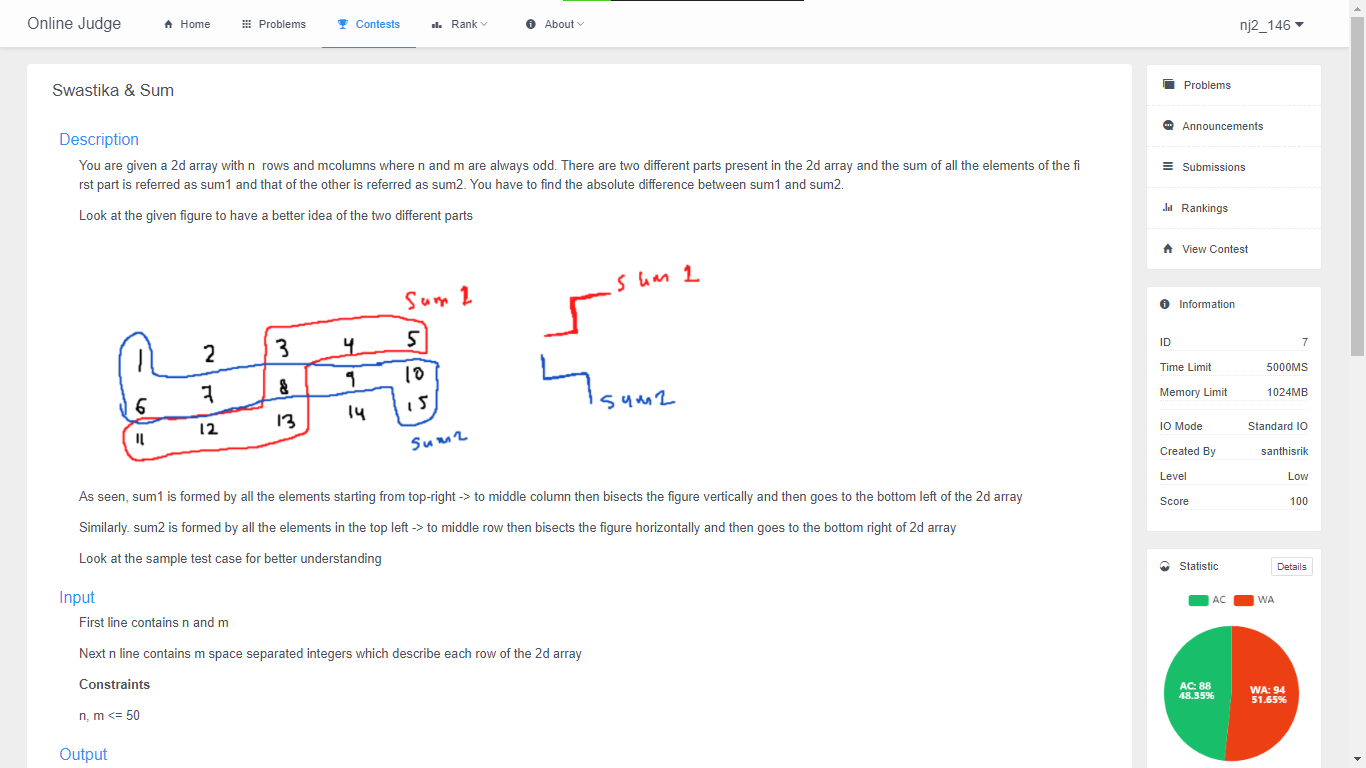 Online Judge
Home
Problems
Contests
Rank
About
nj2_146
Swastika & Sum
Description
You are given a 2d array with n  rows and mcolumns where n and m are always odd. There are two different parts present in the 2d array and the sum of all the elements of the fi
rst part is referred as sum1 and that of the other is referred as sum2. You have to find the absolute difference between sum1 and sum2.
Look at the given figure to have a better idea of the two different parts
sum 1
sum 1
1 2 3 4 5
6 7 8 9 10
11 12 13 14 15
sum2
sum2
As seen, sum1 is formed by all the elements starting from top-right -> to middle column then bisects the figure vertically and then goes to the bottom left of the 2d array
Similarly. sum2 is formed by all the elements in the top left -> to middle row then bisects the figure horizontally and then goes to the bottom right of 2d array
Look at the sample test case for better understanding
Input
First line contains n and m
Next n line contains m space separated integers which describe each row of the 2d array
Constraints
n, m <= 50
Output
Problems
Announcements
Submissions
Rankings
View Contest
Information
ID 7
Time Limit 5000MS
Memory Limit 1024MB
IO Mode Standard IO
Created By santhisrik
Level Low
Score 100
Statistic Details
AC WA
AC: 88
48.35%
WA: 94
51.65%